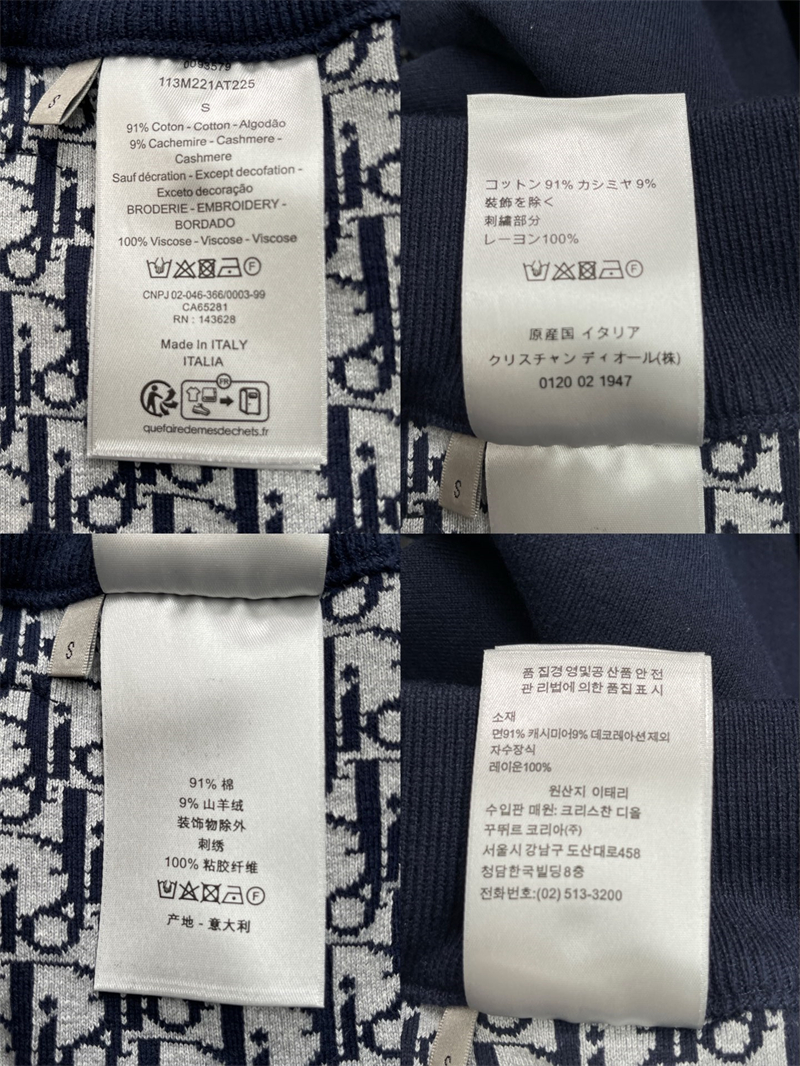 0093579
113M221AT225
S
S
91% Coton - Cotton - Algodão
9% Cachemire - Cashmere -
Cashmere
Sauf décration - Except decofation -
Exceto decoração
BRODERIE - EMBROIDERY -
BORDADO
100% Viscose - Viscose - Viscose
F
CNPJ 02-046-366/0003-99
CA65281
RN : 143628
Made In ITALY
ITALIA
FR
quefairedemesdechets.fr
コットン 91% カシミヤ 9%
装飾を除く
刺繍部分
レーヨン100%
F
原産国 イタリア
クリスチャン ディオール(株)
0120 02 1947
S
S
91% 棉
9% 山羊绒
装饰物除外
刺绣
100% 粘胶纤维
F
产地 - 意大利
품 집경 영및공 산품 안 전
관 리법에 의한 품집 표 시
소재
면91% 캐시미어9% 데코레아션제외
자수장식
레이운100%
원산지 이태리
수입판 매원: 크리스찬 디올
꾸뛰르 코리아(주)
서울시 강남구 도산대로458
청담한국빌딩8층
전화번호:(02) 513-3200
S